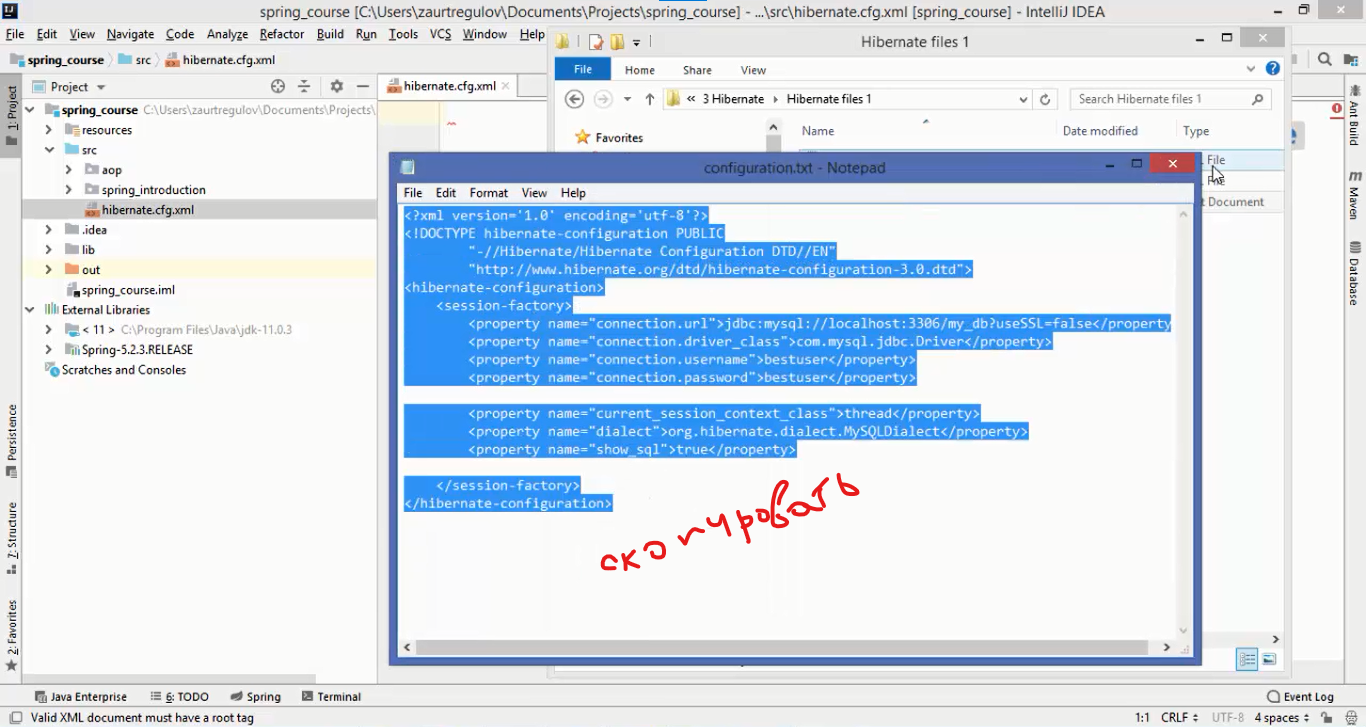 spring_course [C:\Users\zaurtregulov\Documents\Projects\spring_course] - ...\src\hibernate.cfg.xml [spring_course] - IntelliJ IDEA
File Edit View Navigate Code Analyze Refactor Build Run Tools VCS Window Help
spring_course src hibernate.cfg.xml
Project
spring_course C:\Users\zaurtregulov\Documents\Projects\
resources
src
aop
spring_introduction
hibernate.cfg.xml
.idea
lib
out
spring_course.iml
External Libraries
< 11 > C:\Program Files\Java\jdk-11.0.3
Spring-5.2.3.RELEASE
Scratches and Consoles
1: Project
Persistence
7: Structure
2: Favorites
hibernate.cfg.xml
Hibernate files 1
File Home Share View
« 3 Hibernate Hibernate files 1
Search Hibernate files 1
Favorites
Name Date modified Type
File
File
t Document
configuration.txt - Notepad
File Edit Format View Help
<?xml version='1.0' encoding='utf-8'?>
<!DOCTYPE hibernate-configuration PUBLIC
"-//Hibernate/Hibernate Configuration DTD//EN"
"http://www.hibernate.org/dtd/hibernate-configuration-3.0.dtd">
<hibernate-configuration>
<session-factory>
<property name="connection.url">jdbc:mysql://localhost:3306/my_db?useSSL=false</property
<property name="connection.driver_class">com.mysql.jdbc.Driver</property>
<property name="connection.username">bestuser</property>
<property name="connection.password">bestuser</property>
<property name="current_session_context_class">thread</property>
<property name="dialect">org.hibernate.dialect.MySQLDialect</property>
<property name="show_sql">true</property>
</session-factory>
</hibernate-configuration>
скопировать
Ant Build
Maven
Database
Java Enterprise 6: TODO Spring Terminal Event Log
Valid XML document must have a root tag 1:1 CRLF UTF-8 4 spaces